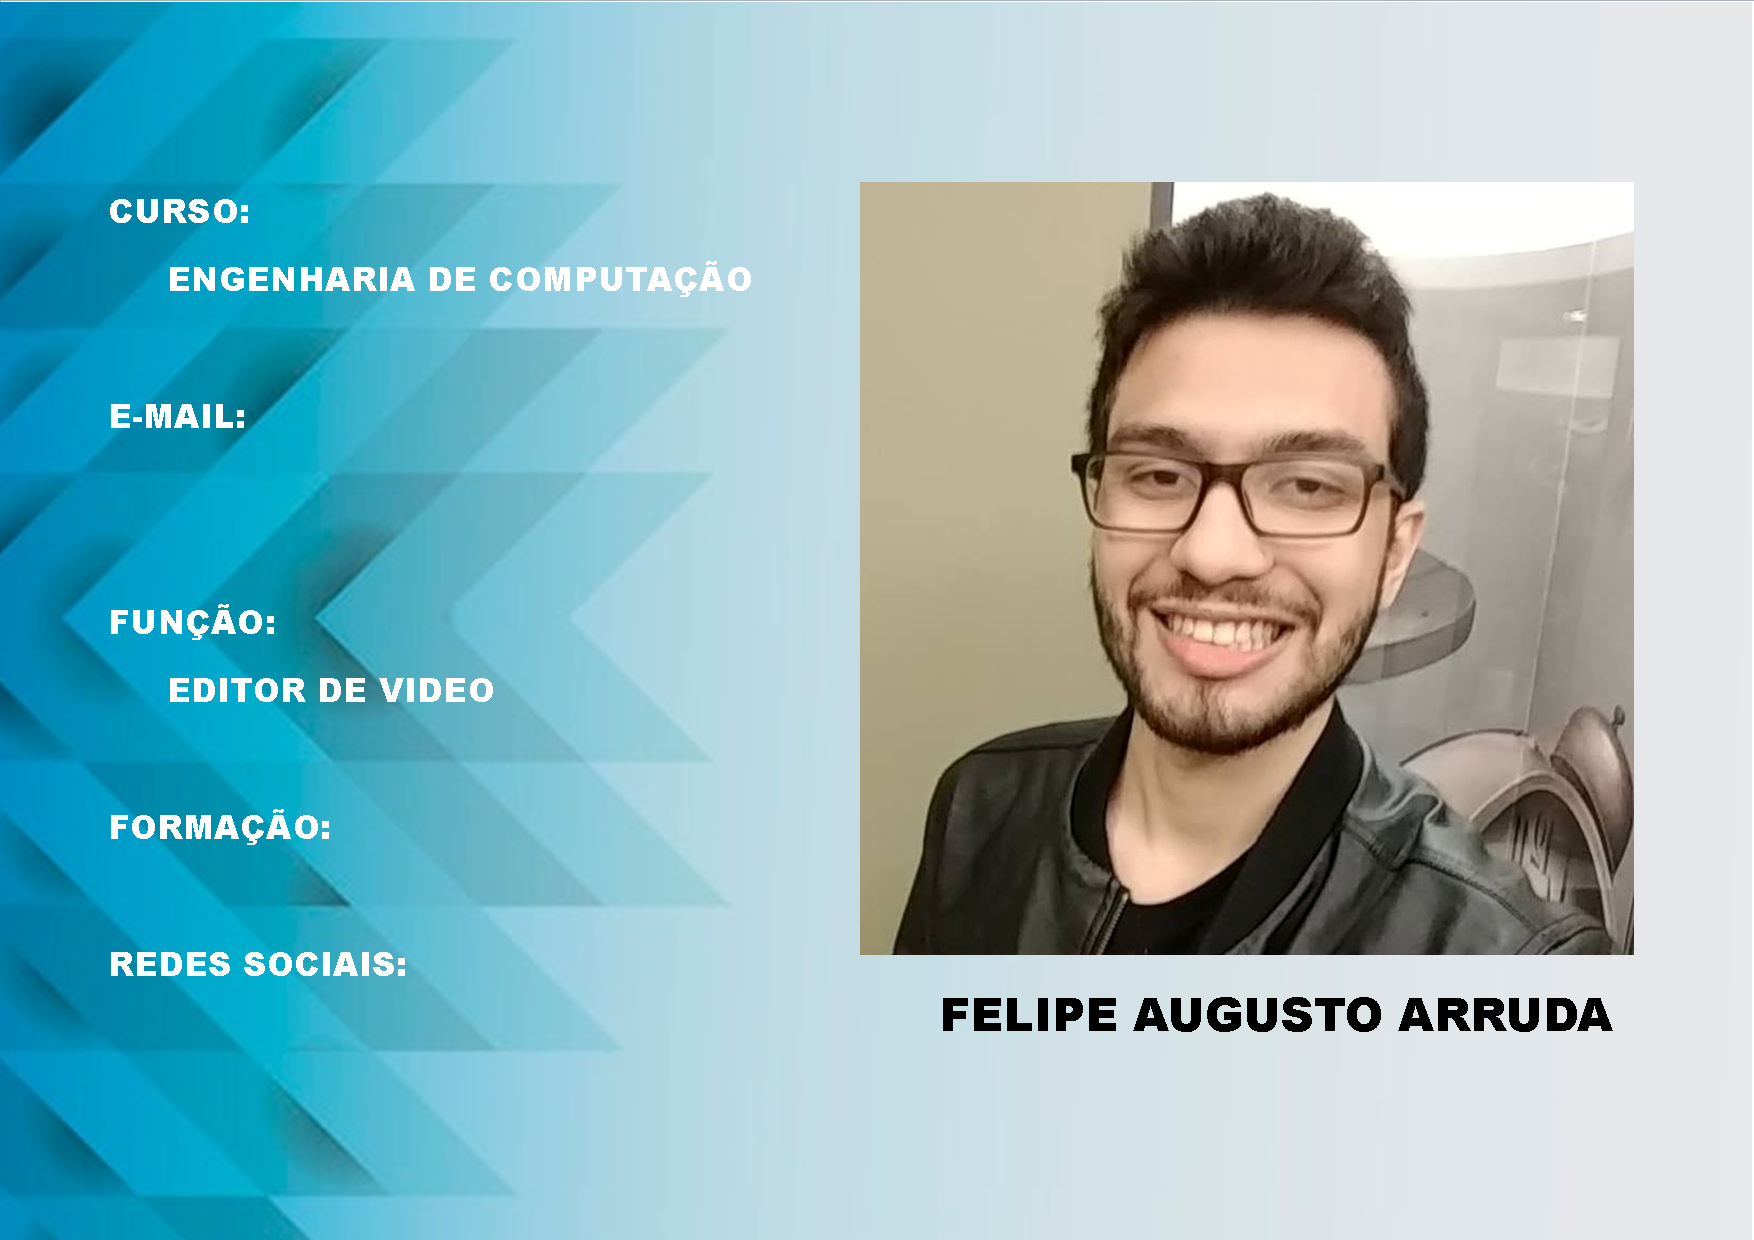 CURSO:
ENGENHARIA DE COMPUTAÇÃO
E-MAIL:
FUNÇÃO:
EDITOR DE VIDEO
FORMAÇÃO:
REDES SOCIAIS:
FELIPE AUGUSTO ARRUDA